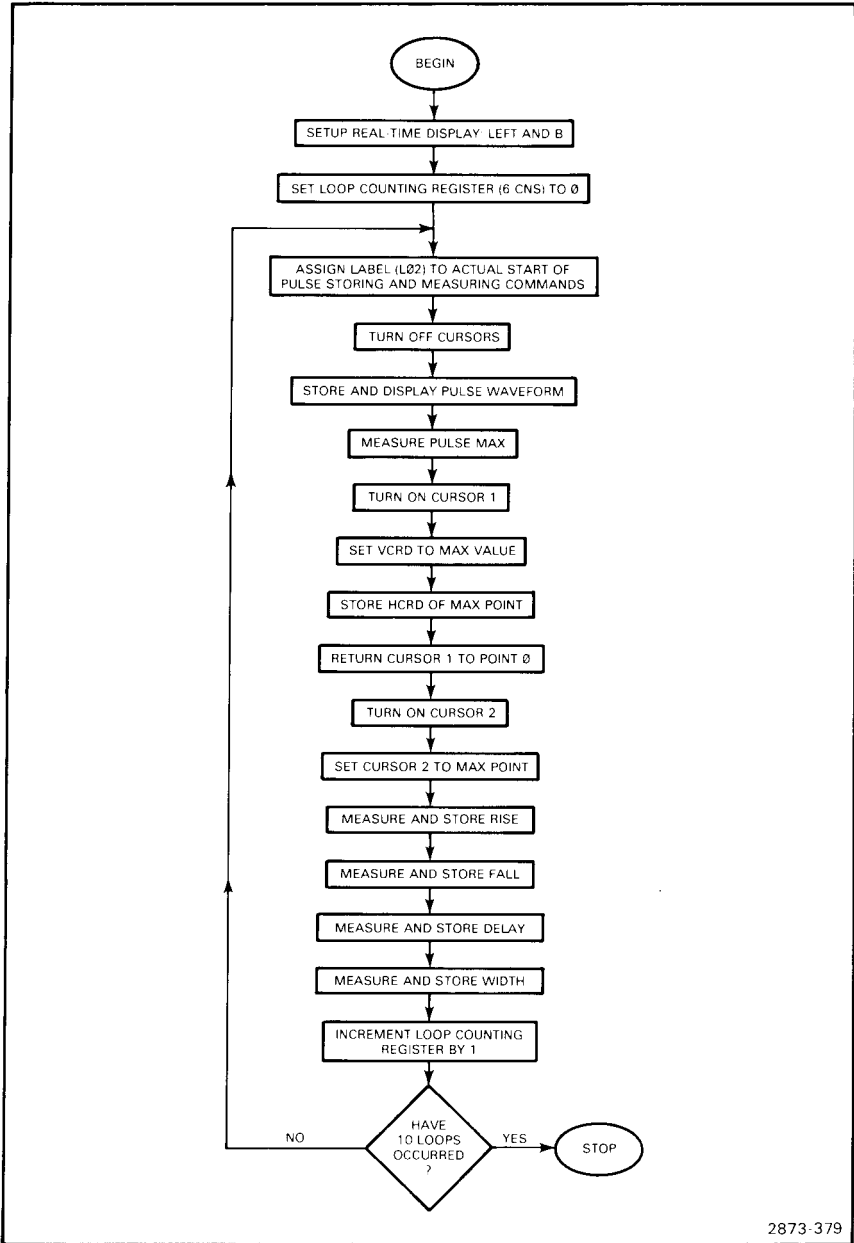 BEGIN
SETUP REAL-TIME DISPLAY: LEFT AND B
SET LOOP COUNTING REGISTER (6 CNS) TO Ø
ASSIGN LABEL (LØ2) TO ACTUAL START OF
PULSE STORING AND MEASURING COMMANDS
TURN OFF CURSORS
STORE AND DISPLAY PULSE WAVEFORM
MEASURE PULSE MAX
TURN ON CURSOR 1
SET VCRD TO MAX VALUE
STORE HCRD OF MAX POINT
RETURN CURSOR 1 TO POINT Ø
TURN ON CURSOR 2
SET CURSOR 2 TO MAX POINT
MEASURE AND STORE RISE
MEASURE AND STORE FALL
MEASURE AND STORE DELAY
MEASURE AND STORE WIDTH
INCREMENT LOOP COUNTING
REGISTER BY 1
HAVE
10 LOOPS
OCCURRED
?
NO
YES
STOP
2873-379